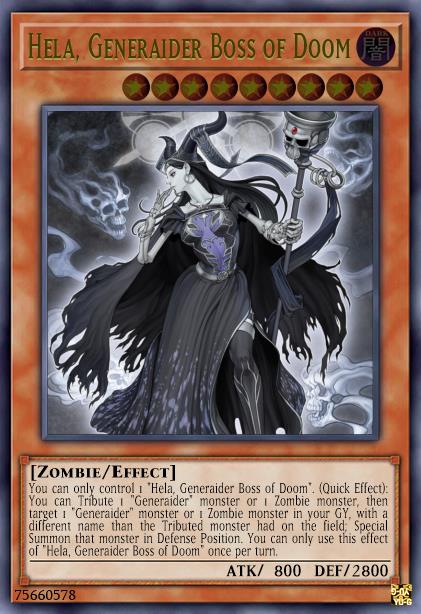 Hela, Generaider Boss of Doom
DARK
闇
[Zombie/Effect]
You can only control 1 "Hela, Generaider Boss of Doom". (Quick Effect):
You can Tribute 1 "Generaider" monster or 1 Zombie monster, then
target 1 "Generaider" monster or 1 Zombie monster in your GY, with
a different name than the Tributed monster had on the field; Special
Summon that monster in Defense Position. You can only use this effect
of "Hela, Generaider Boss of Doom" once per turn.
ATK/ 800 DEF/2800
75660578